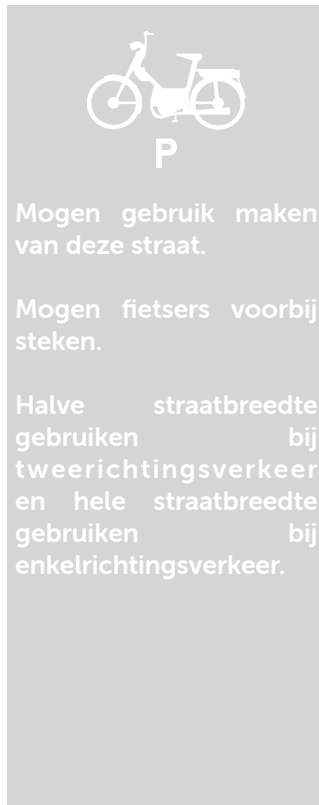 P
Mogen gebruik maken
van deze straat.
Mogen fietsers voorbij
steken.
Halve straatbreedte
gebruiken bij
tweerichtingsverkeer
en hele straatbreedte
gebruiken bij
enkelrichtingsverkeer.